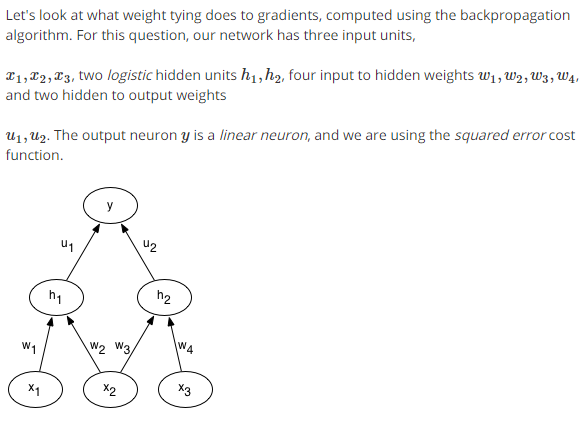 Let's look at what weight tying does to gradients, computed using the backpropagation
algorithm. For this question, our network has three input units,
x₁, x₂, x₃, two logistic hidden units h₁, h₂, four input to hidden weights w₁, w₂, w₃, w₄,
and two hidden to output weights
u₁, u₂. The output neuron y is a linear neuron, and we are using the squared error cost
function.
y
u₁ u₂
h₁ h₂
w₁ w₂ w₃ w₄
x₁ x₂ x₃